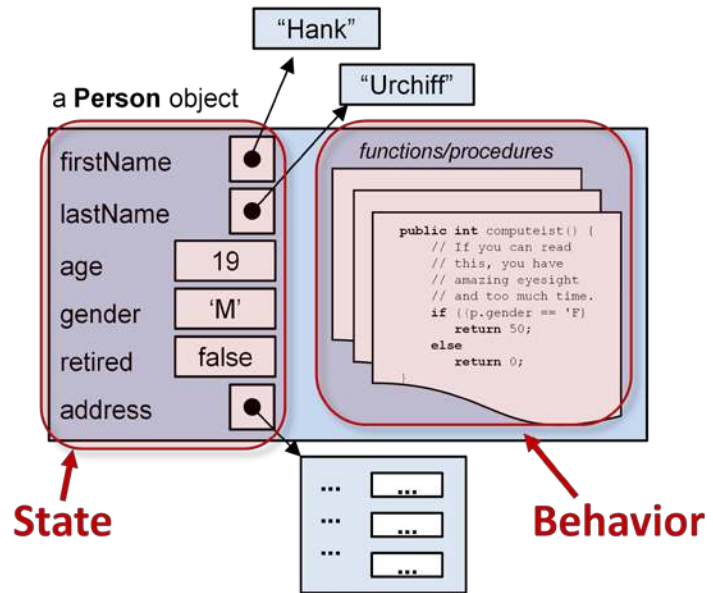 “Hank”
“Urchiff”
a Person object
firstName
lastName
age 19
gender ‘M’
retired false
address
functions/procedures
public int computeist() {
// If you can read
// this, you have
// amazing eyesight
// and too much time.
if ((p.gender == 'F)
return 50;
else
return 0;
}
... ...
... ...
... ...
State
Behavior